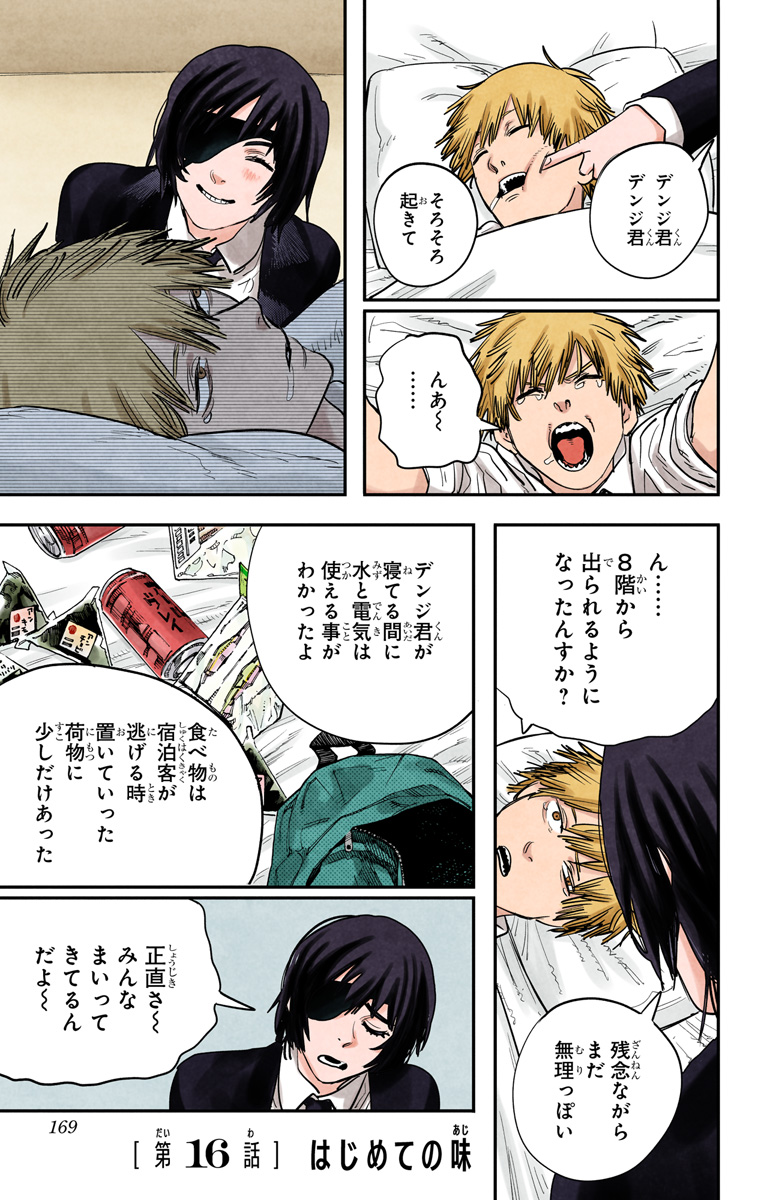 デンジ君
デンジ君
そろそろ
起きて
んあ〜
……
ん……
８階から
出られるように
なったんすか？
残念ながら
まだ
無理っぽい
デンジ君が
寝てる間に
水と電気は
使える事が
わかったよ
食べ物は
宿泊客が
逃げる時
置いていった
荷物に
少しだけあった
正直さ〜
みんな
まいって
きてるん
だよ〜
169
[第16話] はじめての味